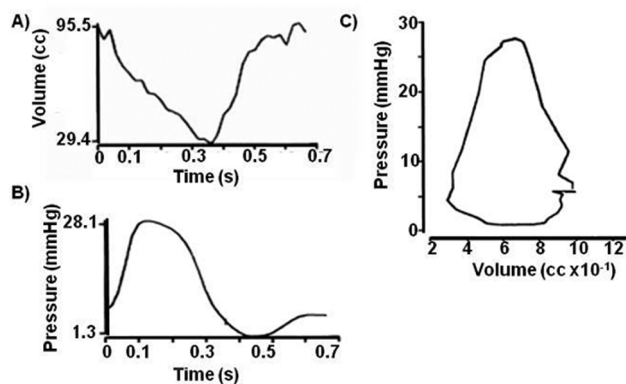 A)
95.5
Volume (cc)
29.4
0 0.1 0.3 0.5 0.7
Time (s)
B)
28.1
Pressure (mmHg)
1.3
0 0.1 0.3 0.5 0.7
Time (s)
C)
30
20
10
0
Pressure (mmHg)
2 4 6 8 10 12
Volume (cc x10⁻¹)